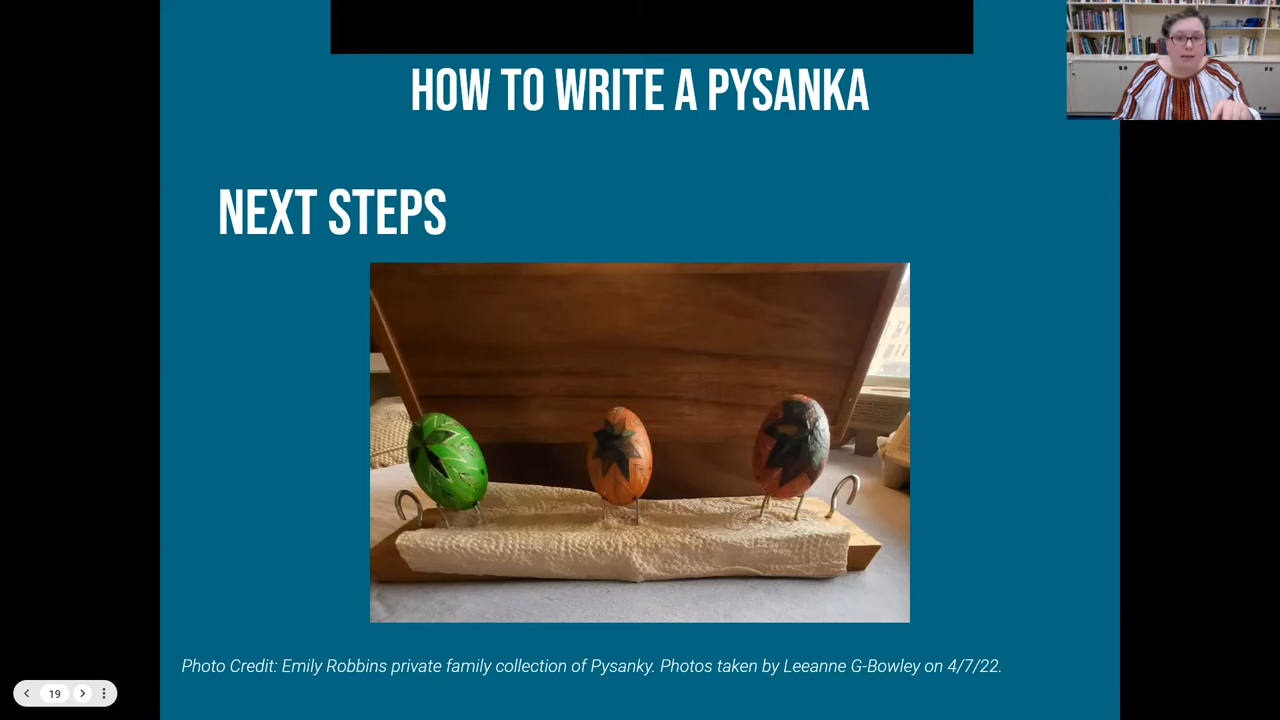 HOW TO WRITE A PYSANKA
NEXT STEPS
Photo Credit: Emily Robbins private family collection of Pysanky. Photos taken by Leeanne G-Bowley on 4/7/22.
19